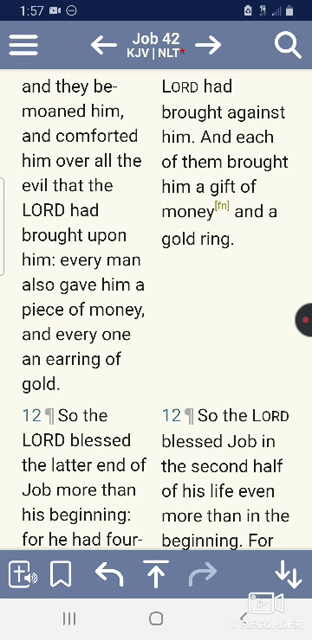 1:57
Job 42
KJV | NLT*
and they be-
moaned him,
and comforted
him over all the
evil that the
LORD had
brought upon
him: every man
also gave him a
piece of money,
and every one
an earring of
gold.
12 ¶ So the
LORD blessed
the latter end of
Job more than
his beginning:
for he had four-
LORD had
brought against
him. And each
of them brought
him a gift of
money[fn] and a
gold ring.
12 ¶ So the LORD
blessed Job in
the second half
of his life even
more than in the
beginning. For
V RECORDER